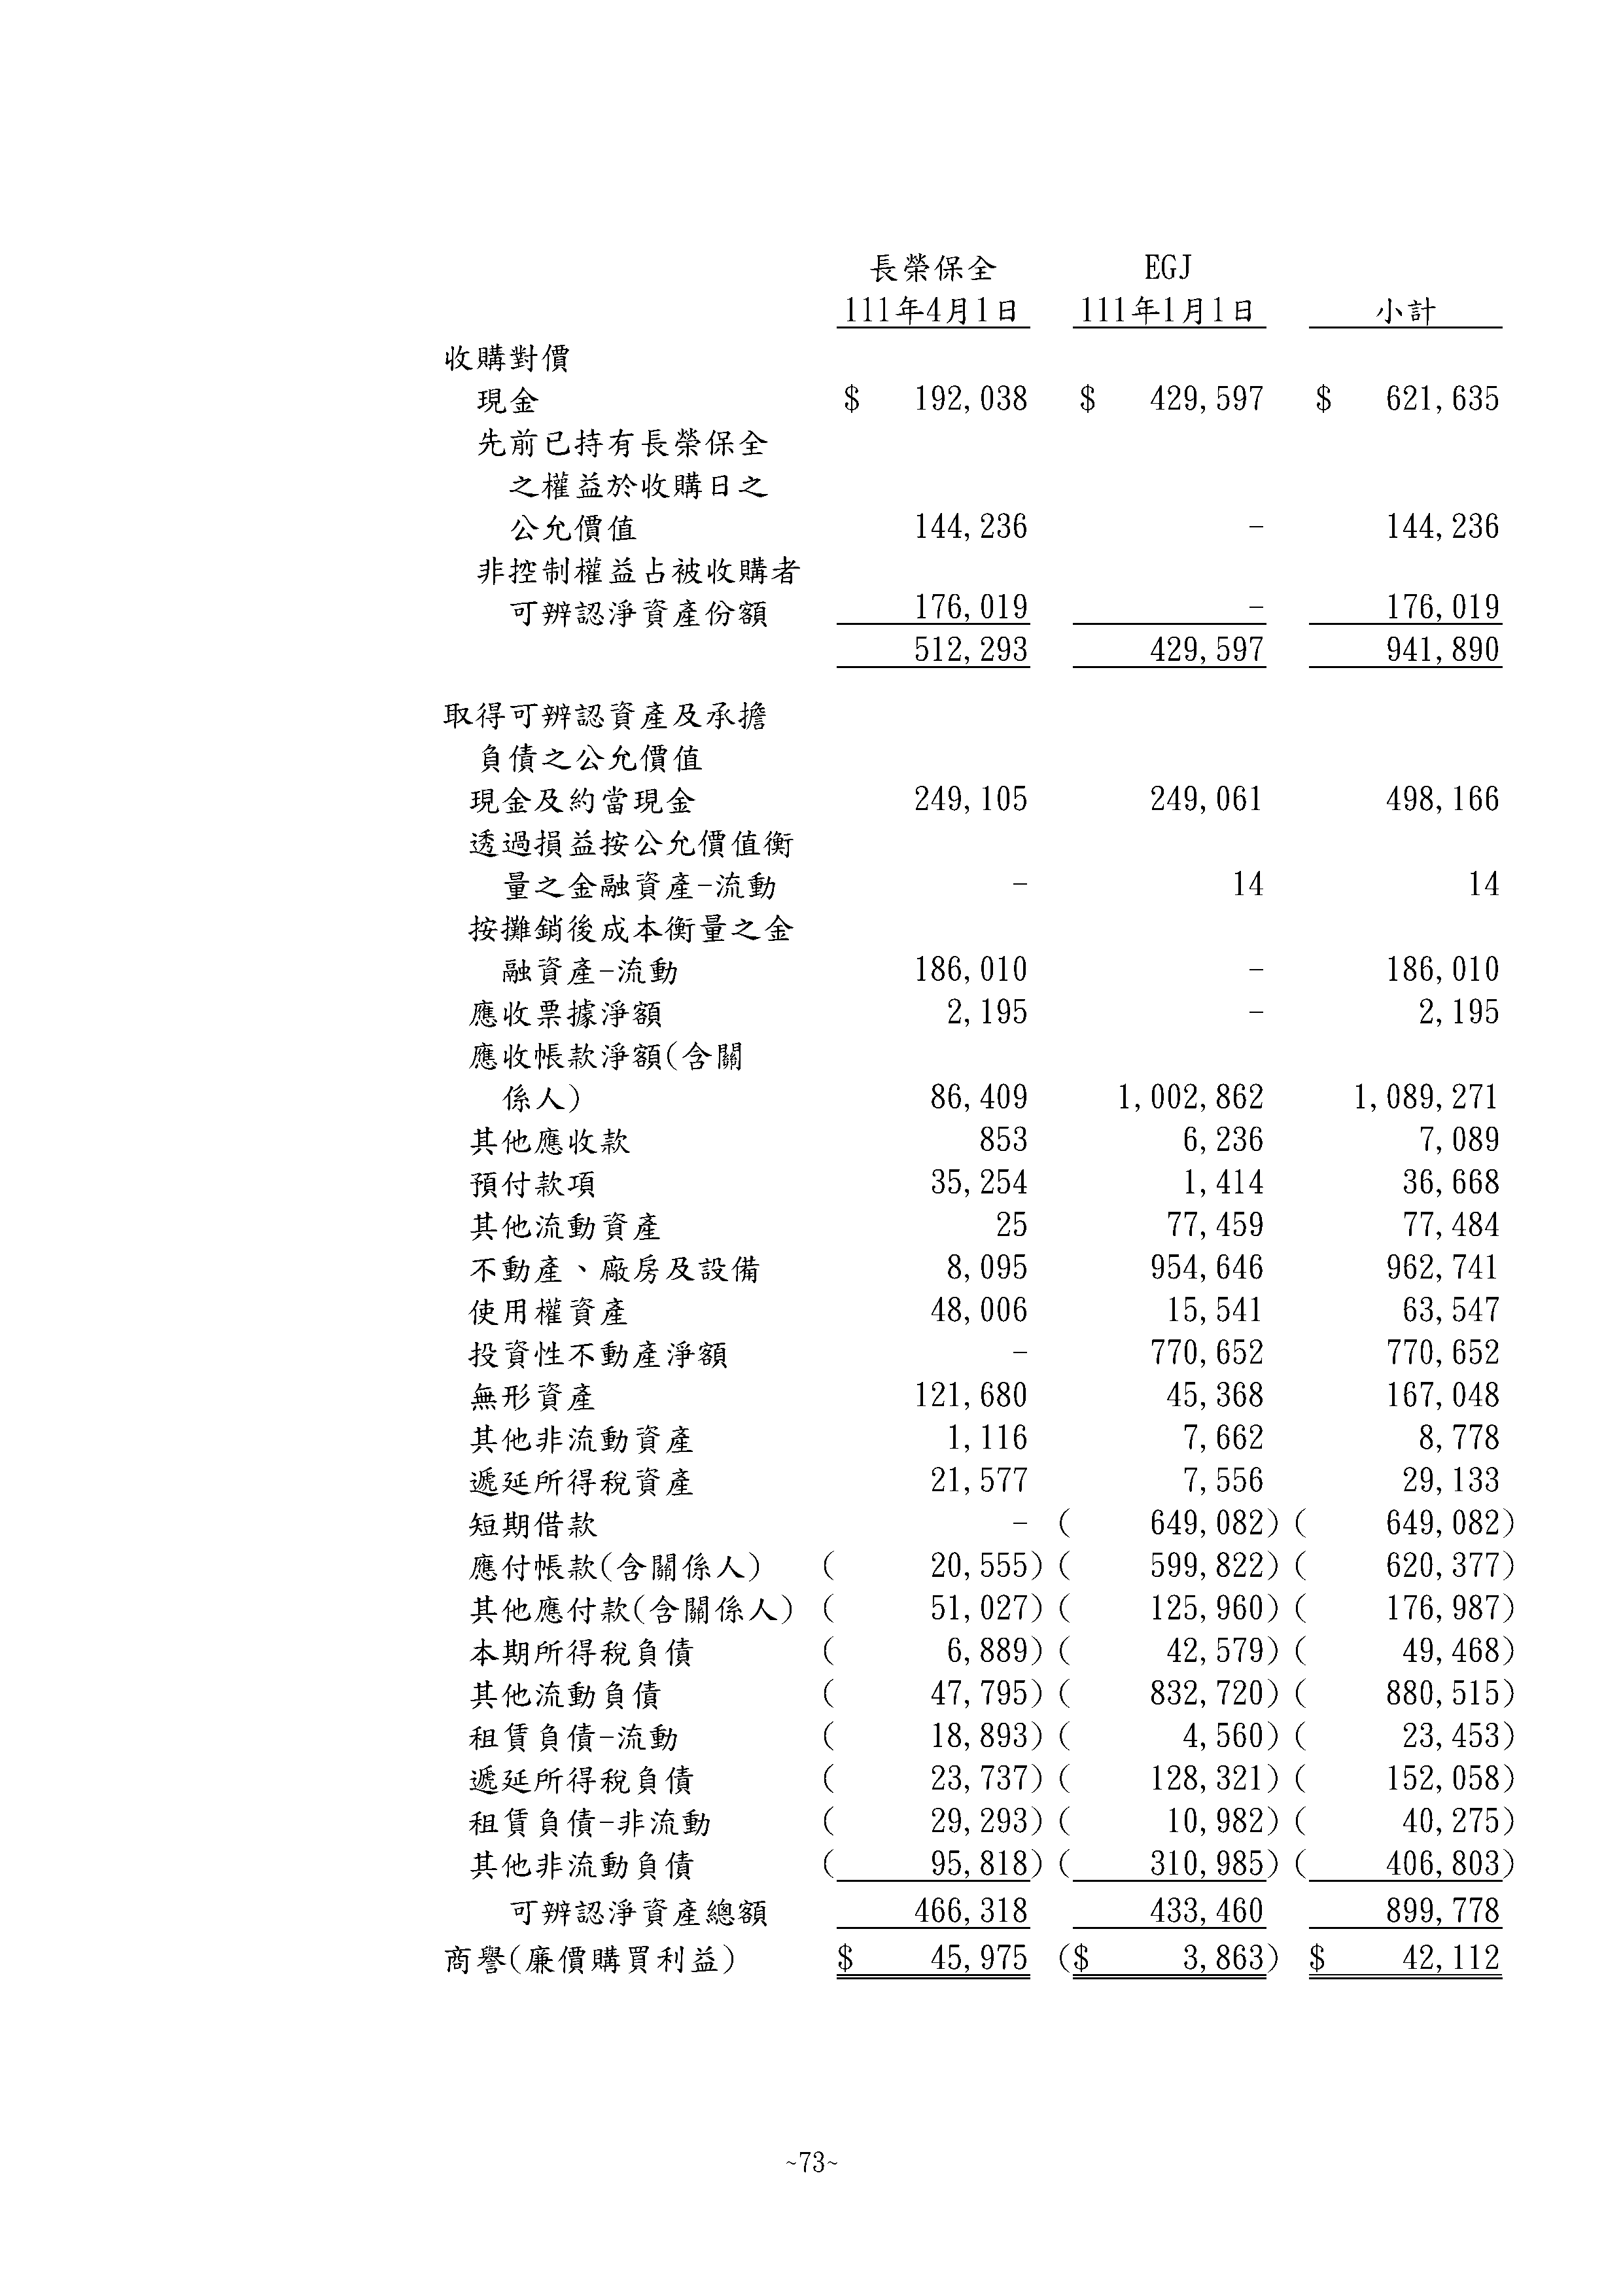 長榮保全 EGJ
111年4月1日 111年1月1日 小計
收購對價
現金 $ 192,038 $ 429,597 $ 621,635
先前已持有長榮保全
之權益於收購日之
公允價值 144,236 - 144,236
非控制權益占被收購者
可辨認淨資產份額 176,019 - 176,019
512,293 429,597 941,890
取得可辨認資產及承擔
負債之公允價值
現金及約當現金 249,105 249,061 498,166
透過損益按公允價值衡
量之金融資產-流動 - 14 14
按攤銷後成本衡量之金
融資產-流動 186,010 - 186,010
應收票據淨額 2,195 - 2,195
應收帳款淨額(含關
係人) 86,409 1,002,862 1,089,271
其他應收款 853 6,236 7,089
預付款項 35,254 1,414 36,668
其他流動資產 25 77,459 77,484
不動產、廠房及設備 8,095 954,646 962,741
使用權資產 48,006 15,541 63,547
投資性不動產淨額 - 770,652 770,652
無形資產 121,680 45,368 167,048
其他非流動資產 1,116 7,662 8,778
遞延所得稅資產 21,577 7,556 29,133
短期借款 - ( 649,082) ( 649,082)
應付帳款(含關係人) ( 20,555) ( 599,822) ( 620,377)
其他應付款(含關係人) ( 51,027) ( 125,960) ( 176,987)
本期所得稅負債 ( 6,889) ( 42,579) ( 49,468)
其他流動負債 ( 47,795) ( 832,720) ( 880,515)
租賃負債-流動 ( 18,893) ( 4,560) ( 23,453)
遞延所得稅負債 ( 23,737) ( 128,321) ( 152,058)
租賃負債-非流動 ( 29,293) ( 10,982) ( 40,275)
其他非流動負債 ( 95,818) ( 310,985) ( 406,803)
可辨認淨資產總額 466,318 433,460 899,778
商譽(廉價購買利益) $ 45,975 ($ 3,863) $ 42,112
~73~